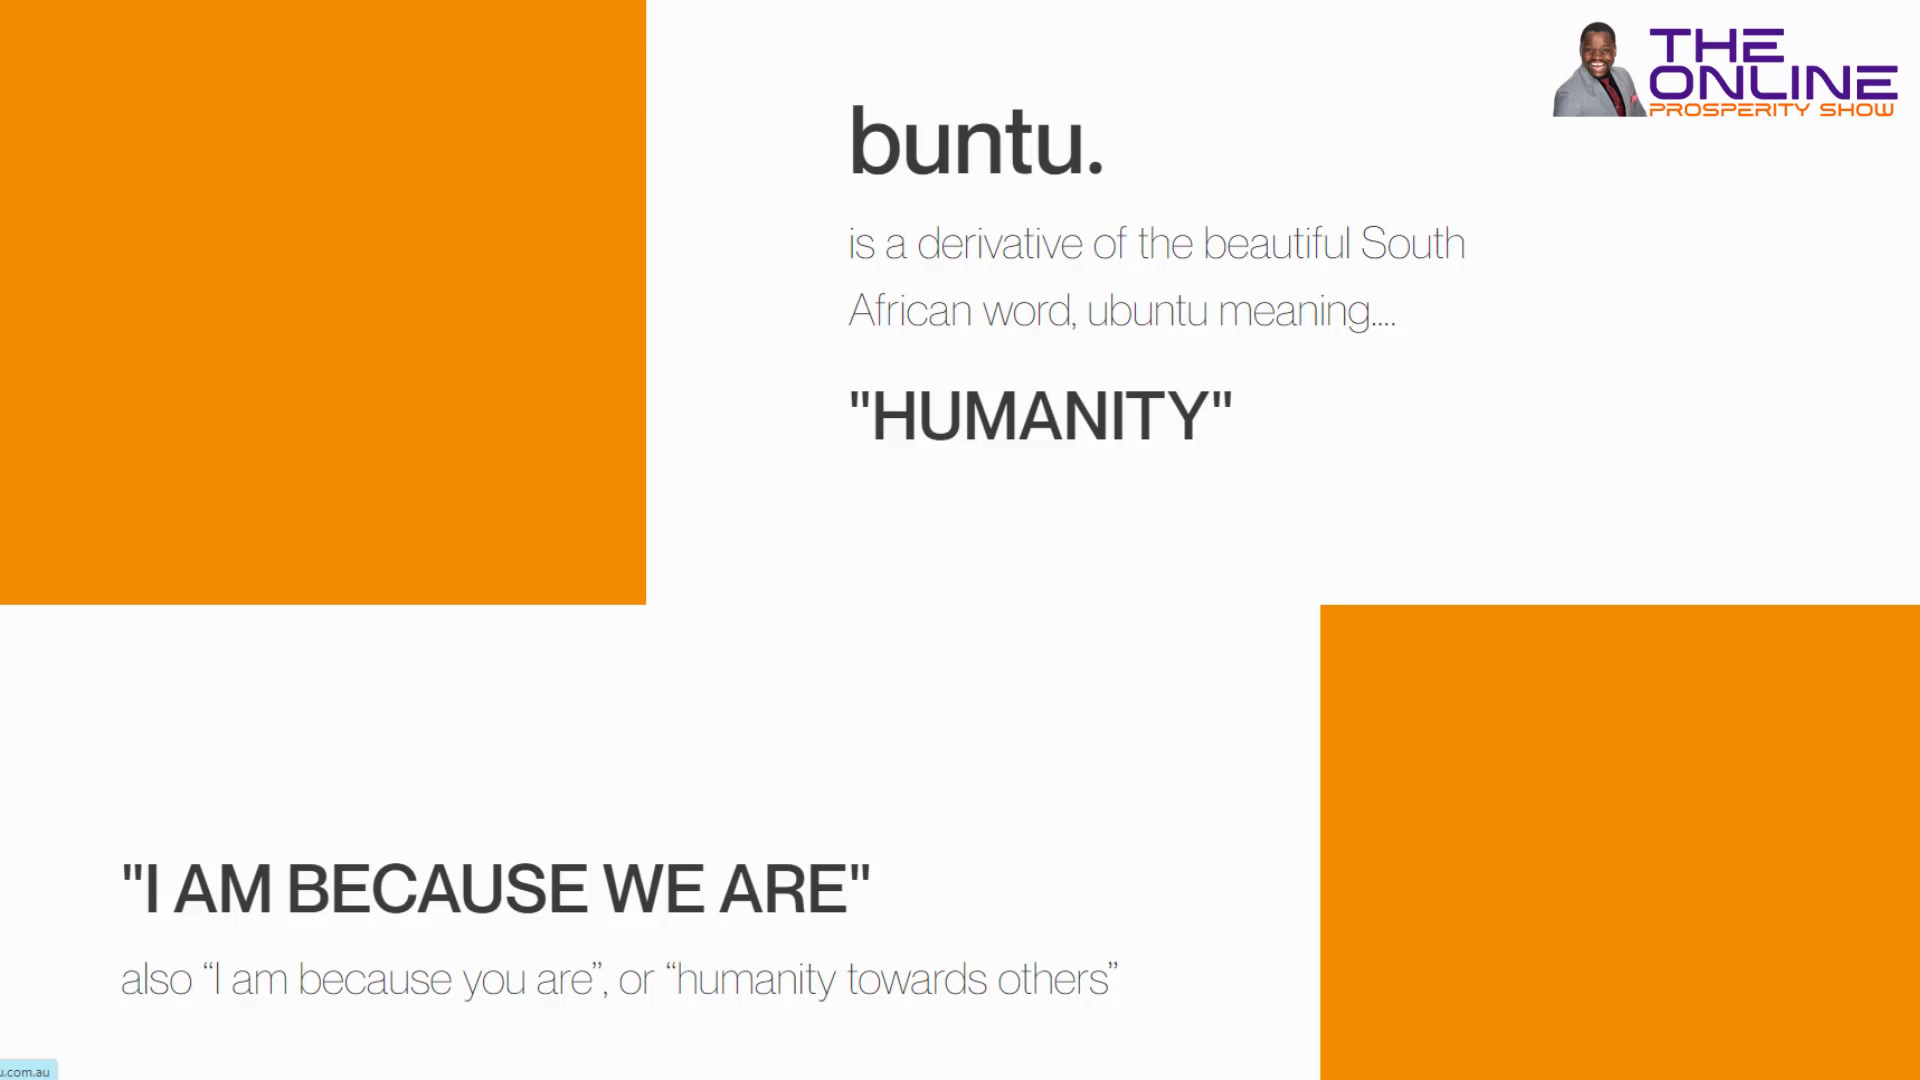 THE
ONLINE
PROSPERITY SHOW
buntu.
is a derivative of the beautiful South
African word, ubuntu meaning....
"HUMANITY"
"I AM BECAUSE WE ARE"
also “I am because you are”, or “humanity towards others”
u.com.au